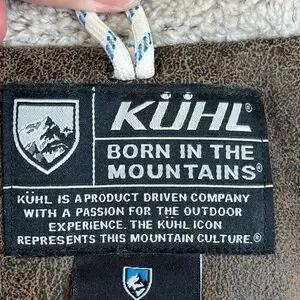 KÜHL®
BORN IN THE
MOUNTAINS®
KÜHL IS A PRODUCT DRIVEN COMPANY
WITH A PASSION FOR THE OUTDOOR
EXPERIENCE. THE KÜHL ICON
REPRESENTS THIS MOUNTAIN CULTURE.®